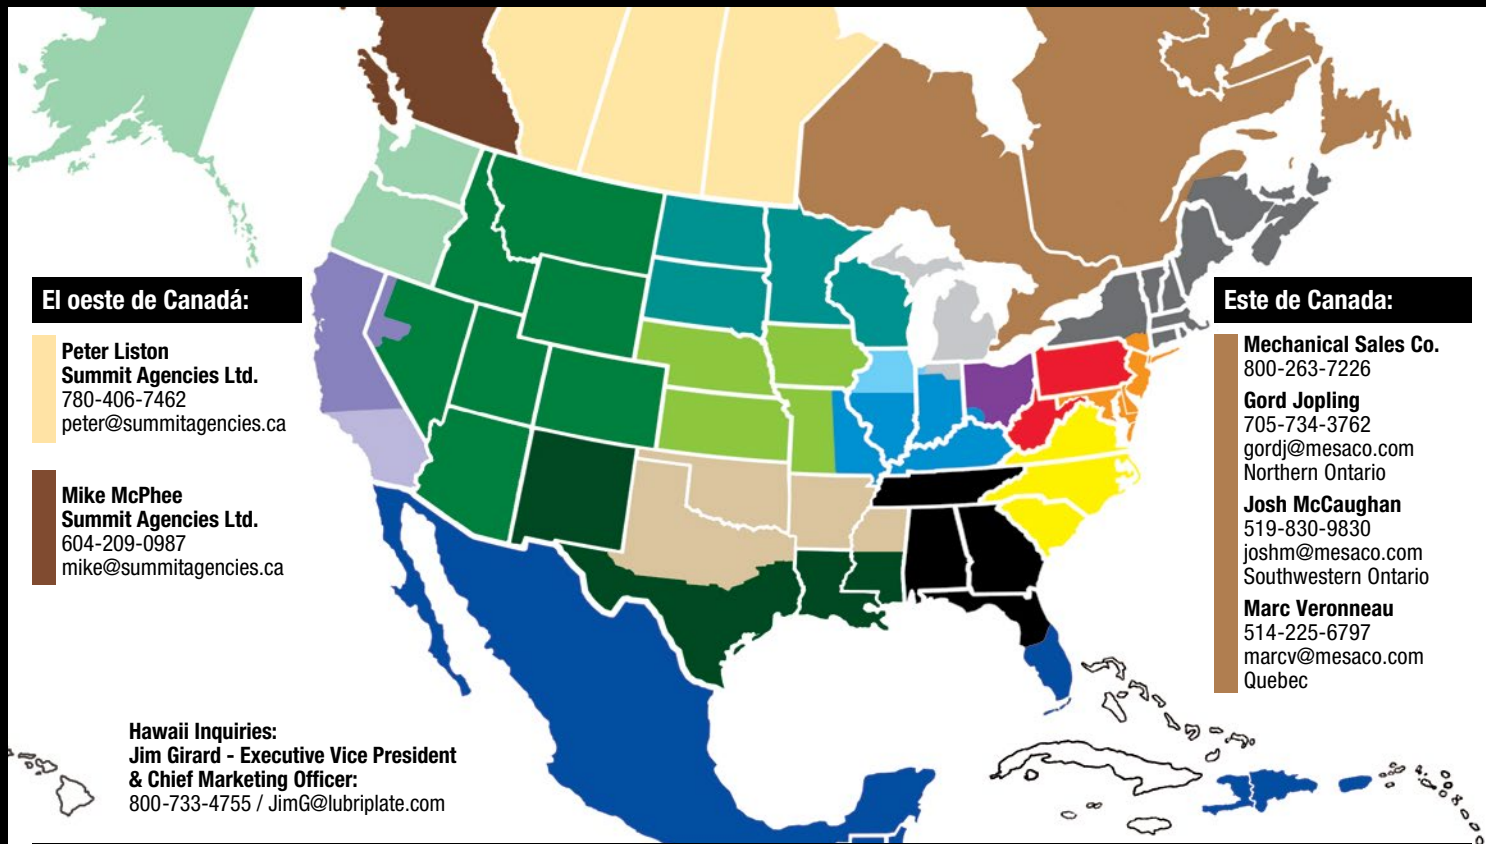 El oeste de Canadá:
Peter Liston
Summit Agencies Ltd.
780-406-7462
peter@summitagencies.ca
Mike McPhee
Summit Agencies Ltd.
604-209-0987
mike@summitagencies.ca
Hawaii Inquiries:
Jim Girard - Executive Vice President
& Chief Marketing Officer:
800-733-4755 / JimG@lubriplate.com
Este de Canada:
Mechanical Sales Co.
800-263-7226
Gord Jopling
705-734-3762
gordj@mesaco.com
Northern Ontario
Josh McCaughan
519-830-9830
joshm@mesaco.com
Southwestern Ontario
Marc Veronneau
514-225-6797
marcv@mesaco.com
Quebec